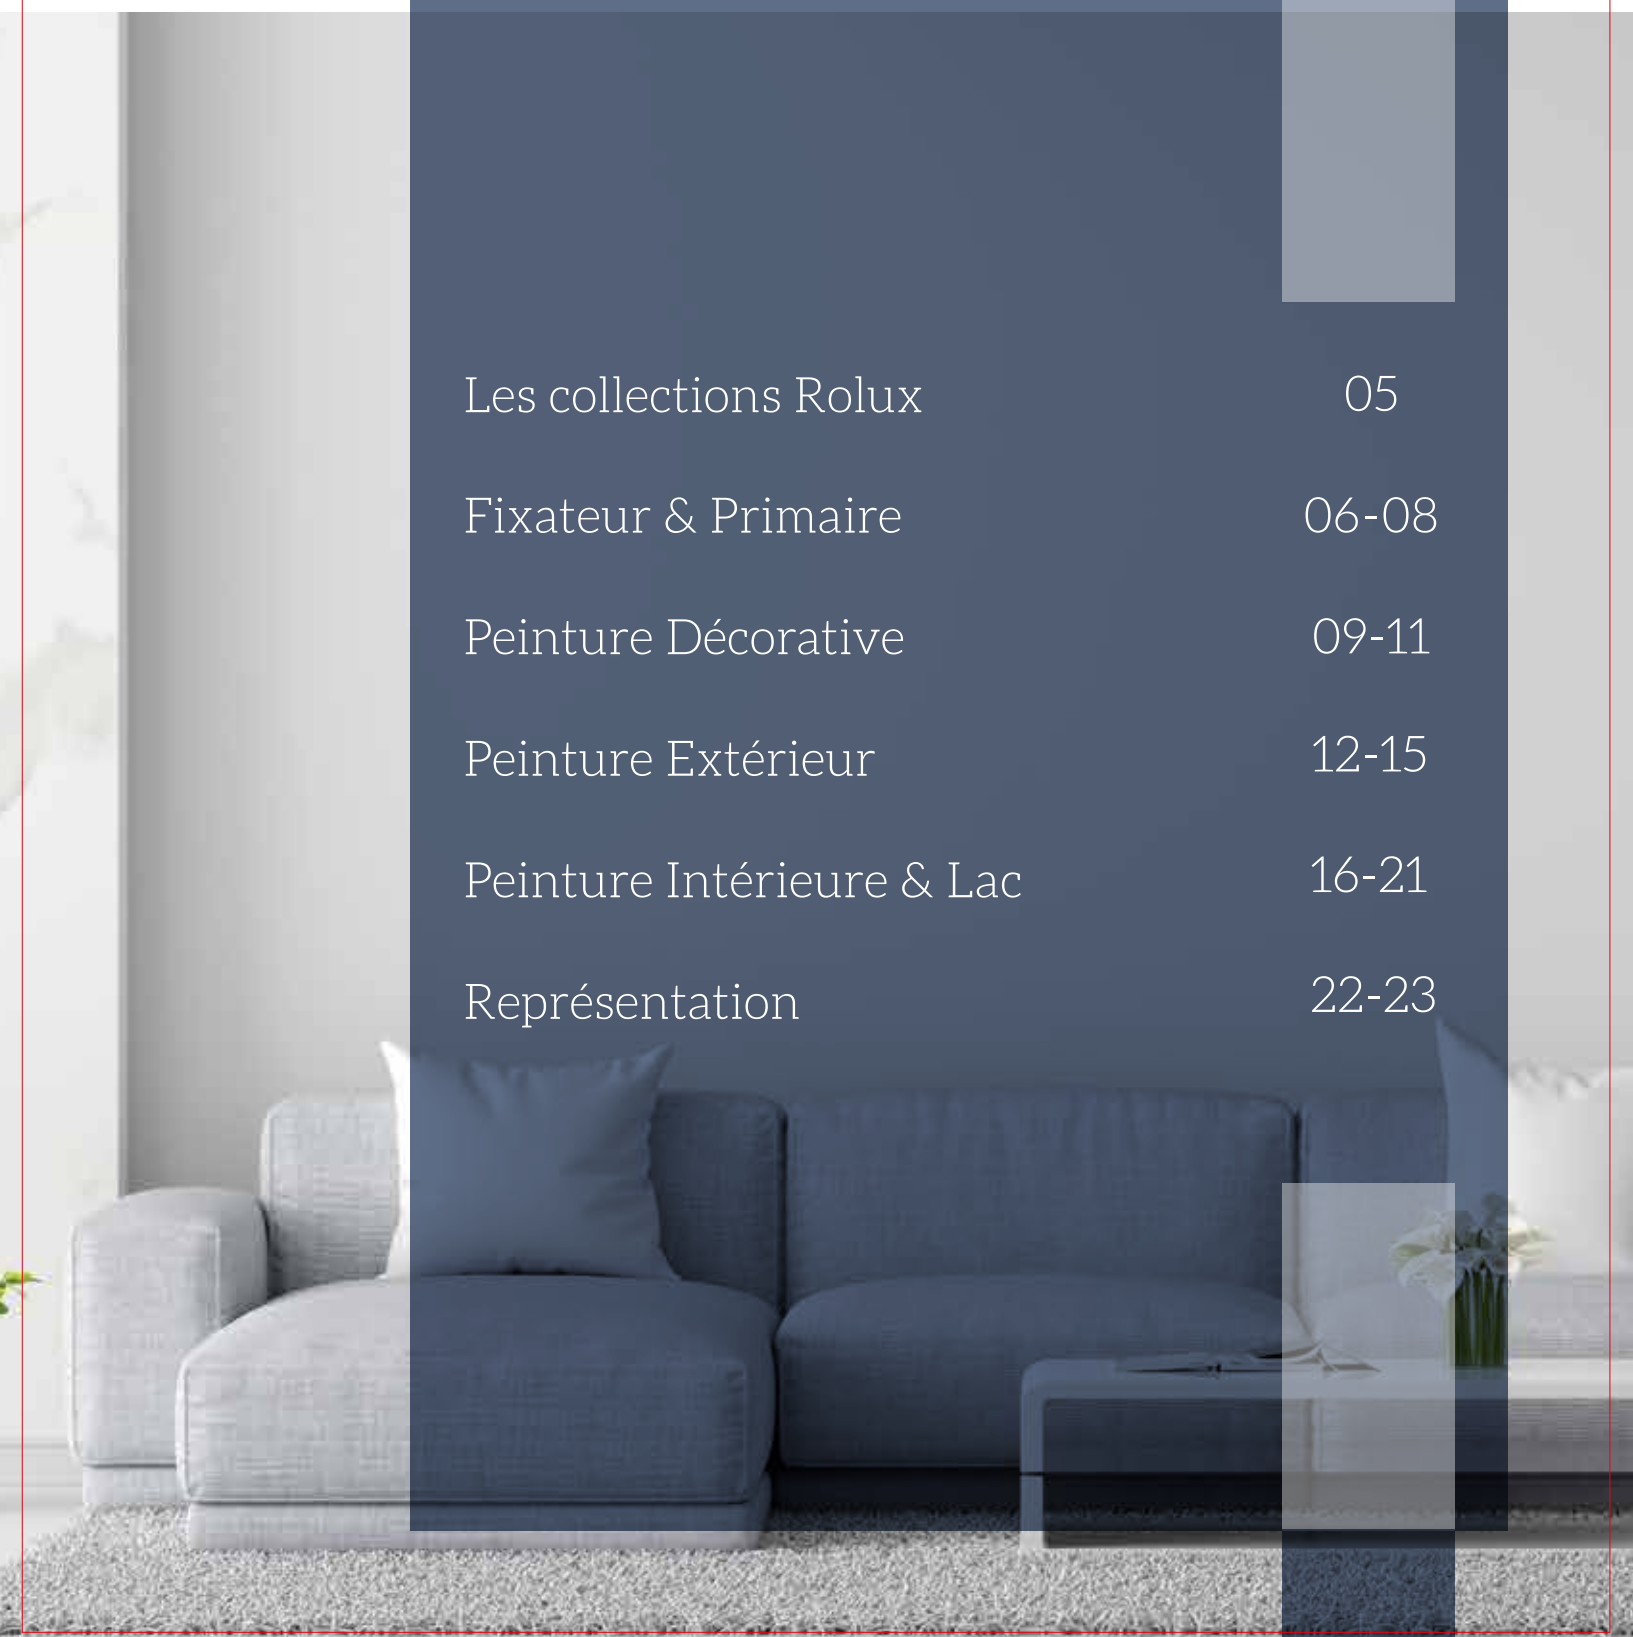 Les collections Rolux 05
Fixateur & Primaire 06-08
Peinture Décorative 09-11
Peinture Extérieur 12-15
Peinture Intérieure & Lac 16-21
Représentation 22-23